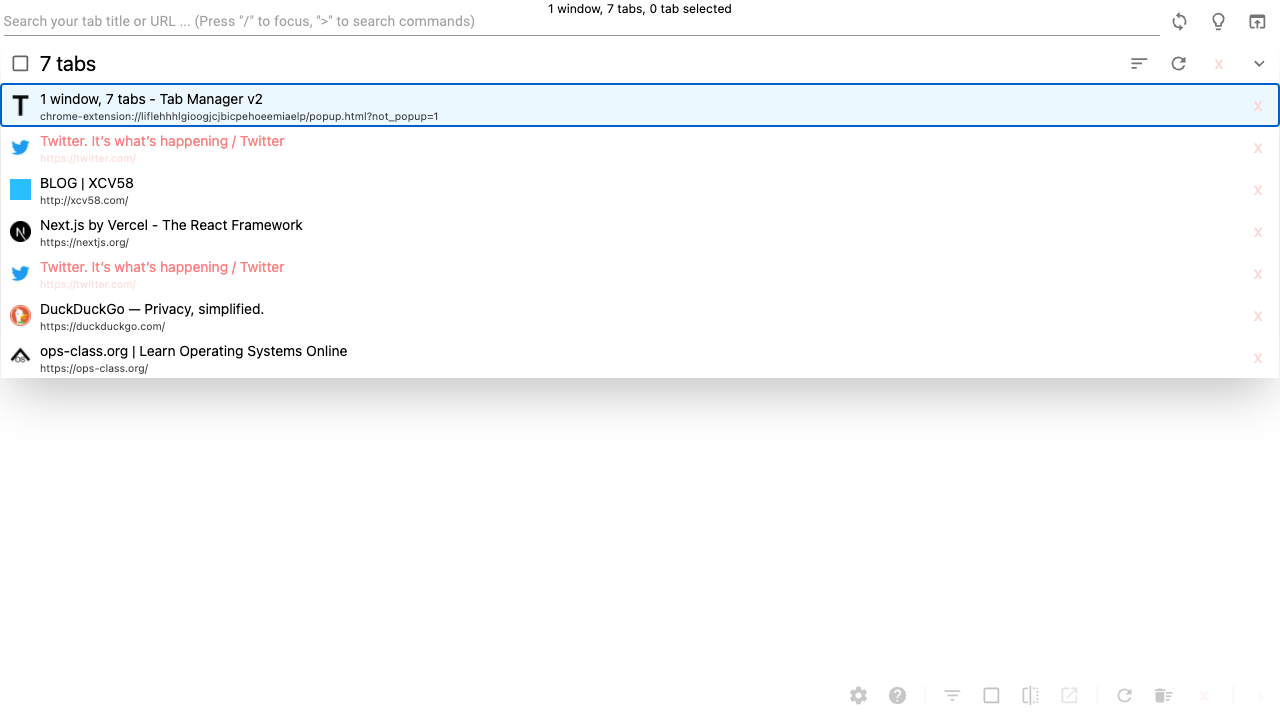 1 window, 7 tabs, 0 tab selected
Search your tab title or URL ... (Press "/" to focus, ">" to search commands)
7 tabs
x
T
1 window, 7 tabs - Tab Manager v2
chrome-extension://liflehhhlgioogjcjbicpehoeemiaelp/popup.html?not_popup=1
x
Twitter. It’s what’s happening / Twitter
https://twitter.com/
x
BLOG | XCV58
http://xcv58.com/
x
N
Next.js by Vercel - The React Framework
https://nextjs.org/
x
Twitter. It’s what’s happening / Twitter
https://twitter.com/
x
DuckDuckGo — Privacy, simplified.
https://duckduckgo.com/
x
OS
ops-class.org | Learn Operating Systems Online
https://ops-class.org/
x
?
x